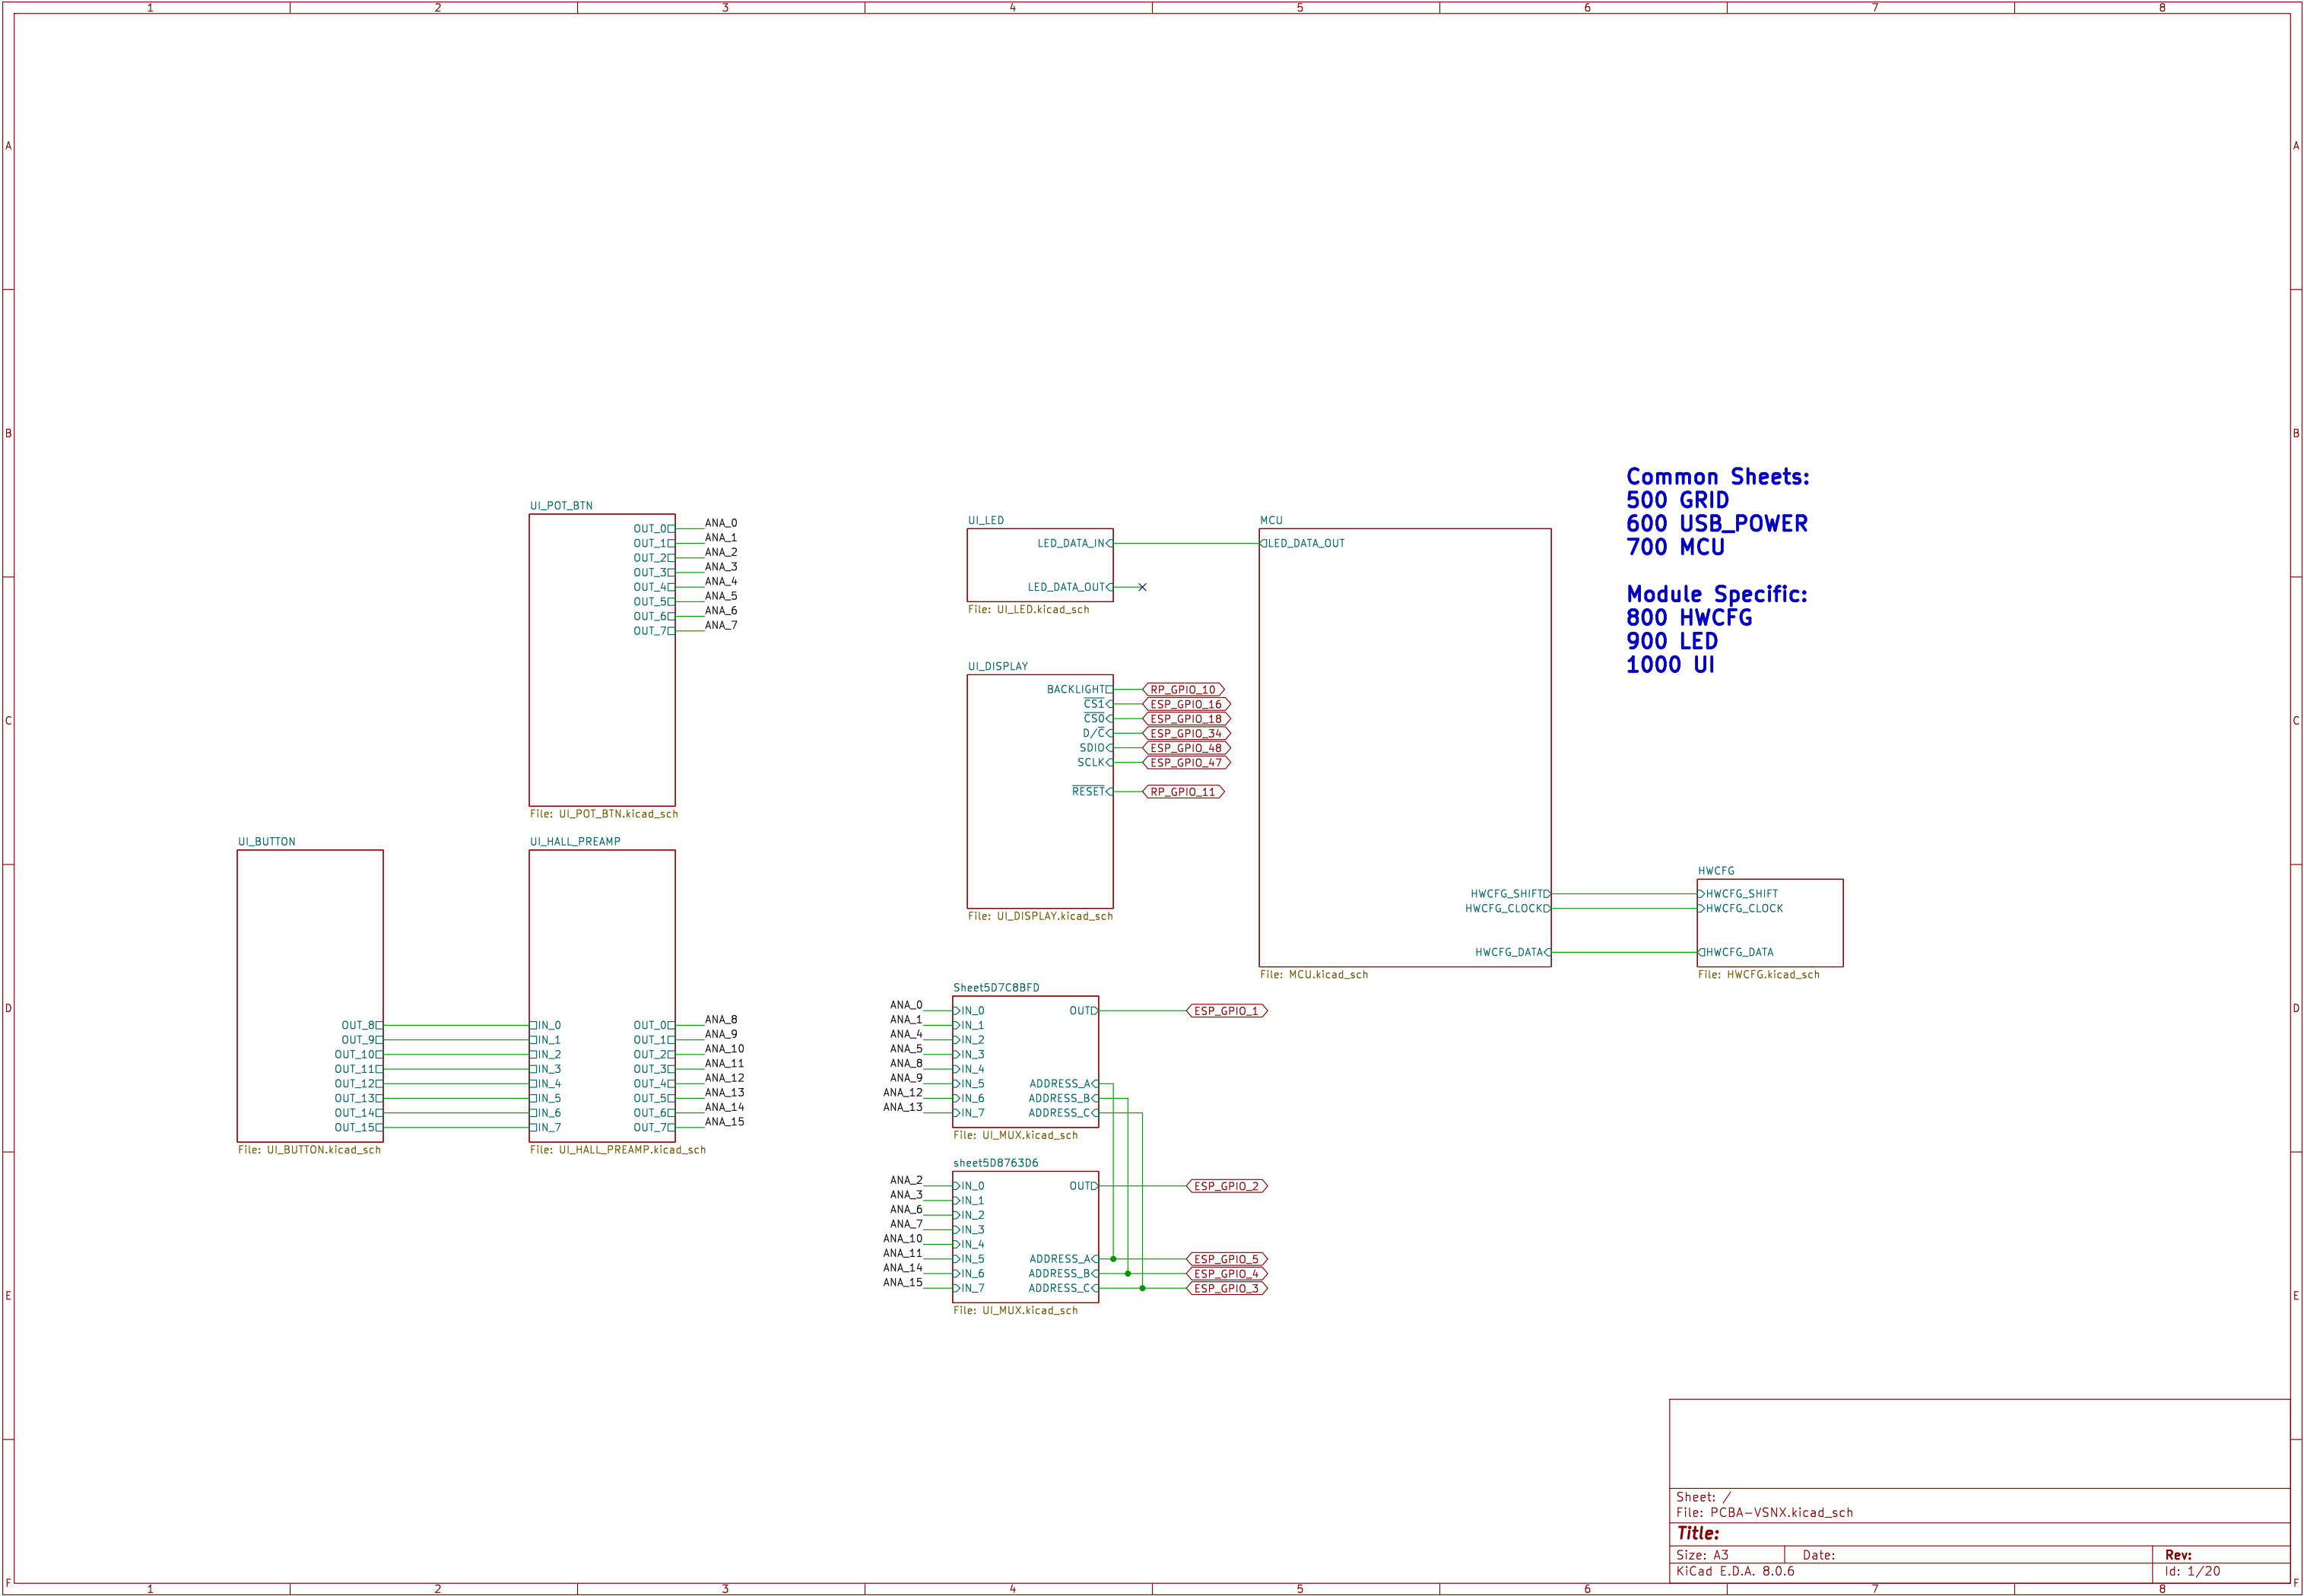 1 2 3 4 5 6 7 8
A A
B B
C C
D D
E E
F F
1 2 3 4 5 6 7 8
Common Sheets:
500 GRID
600 USB_POWER
700 MCU
Module Specific:
800 HWCFG
900 LED
1000 UI
UI_POT_BTN
OUT_0 ANA_0
OUT_1 ANA_1
OUT_2 ANA_2
OUT_3 ANA_3
OUT_4 ANA_4
OUT_5 ANA_5
OUT_6 ANA_6
OUT_7 ANA_7
File: UI_POT_BTN.kicad_sch
UI_LED
LED_DATA_IN
LED_DATA_OUT
File: UI_LED.kicad_sch
MCU
LED_DATA_OUT
HWCFG_SHIFT
HWCFG_CLOCK
HWCFG_DATA
File: MCU.kicad_sch
UI_DISPLAY
BACKLIGHT RP_GPIO_10
CS1 ESP_GPIO_16
CS0 ESP_GPIO_18
D/C ESP_GPIO_34
SDIO ESP_GPIO_48
SCLK ESP_GPIO_47
RESET RP_GPIO_11
File: UI_DISPLAY.kicad_sch
HWCFG
HWCFG_SHIFT
HWCFG_CLOCK
HWCFG_DATA
File: HWCFG.kicad_sch
UI_BUTTON
OUT_8
OUT_9
OUT_10
OUT_11
OUT_12
OUT_13
OUT_14
OUT_15
File: UI_BUTTON.kicad_sch
UI_HALL_PREAMP
IN_0 OUT_0 ANA_8
IN_1 OUT_1 ANA_9
IN_2 OUT_2 ANA_10
IN_3 OUT_3 ANA_11
IN_4 OUT_4 ANA_12
IN_5 OUT_5 ANA_13
IN_6 OUT_6 ANA_14
IN_7 OUT_7 ANA_15
File: UI_HALL_PREAMP.kicad_sch
Sheet5D7C8BFD
ANA_0 IN_0 OUT ESP_GPIO_1
ANA_1 IN_1
ANA_4 IN_2
ANA_5 IN_3
ANA_8 IN_4
ANA_9 IN_5 ADDRESS_A
ANA_12 IN_6 ADDRESS_B
ANA_13 IN_7 ADDRESS_C
File: UI_MUX.kicad_sch
sheet5D8763D6
ANA_2 IN_0 OUT ESP_GPIO_2
ANA_3 IN_1
ANA_6 IN_2
ANA_7 IN_3
ANA_10 IN_4
ANA_11 IN_5 ADDRESS_A ESP_GPIO_5
ANA_14 IN_6 ADDRESS_B ESP_GPIO_4
ANA_15 IN_7 ADDRESS_C ESP_GPIO_3
File: UI_MUX.kicad_sch
Sheet: /
File: PCBA-VSNX.kicad_sch
Title:
Size: A3 Date: Rev:
KiCad E.D.A. 8.0.6 Id: 1/20